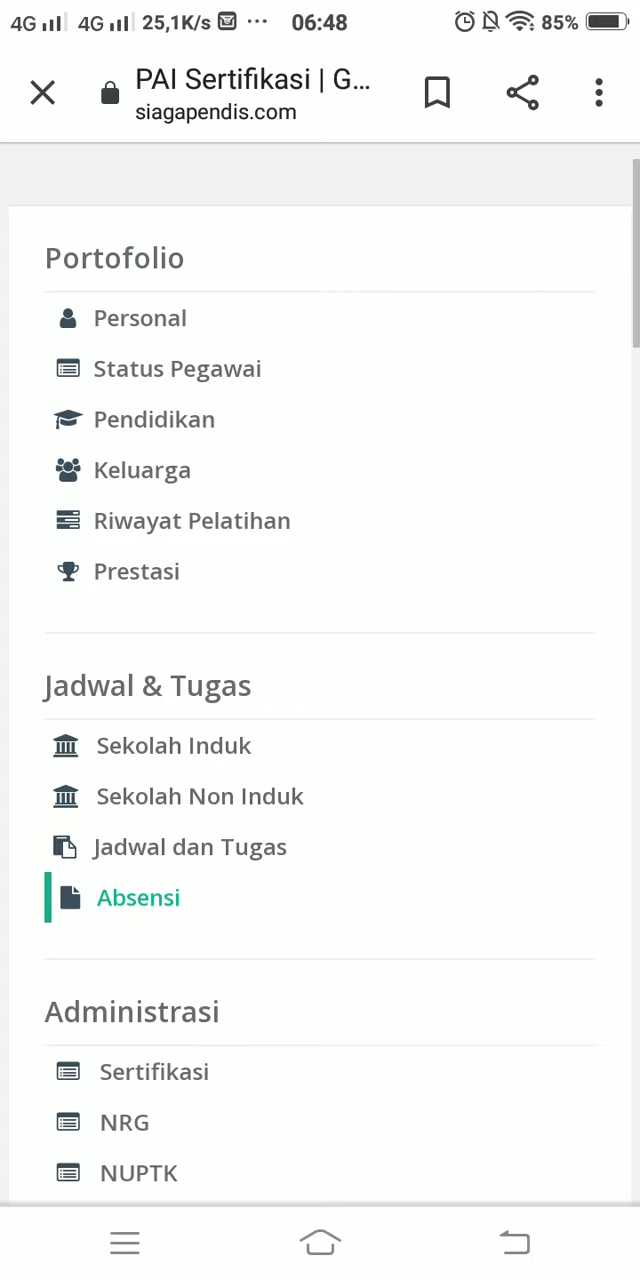 4G 4G 25,1K/s ... 06:48 85%
PAI Sertifikasi | G...
siagapendis.com
Portofolio
Personal
Status Pegawai
Pendidikan
Keluarga
Riwayat Pelatihan
Prestasi
Jadwal & Tugas
Sekolah Induk
Sekolah Non Induk
Jadwal dan Tugas
Absensi
Administrasi
Sertifikasi
NRG
NUPTK